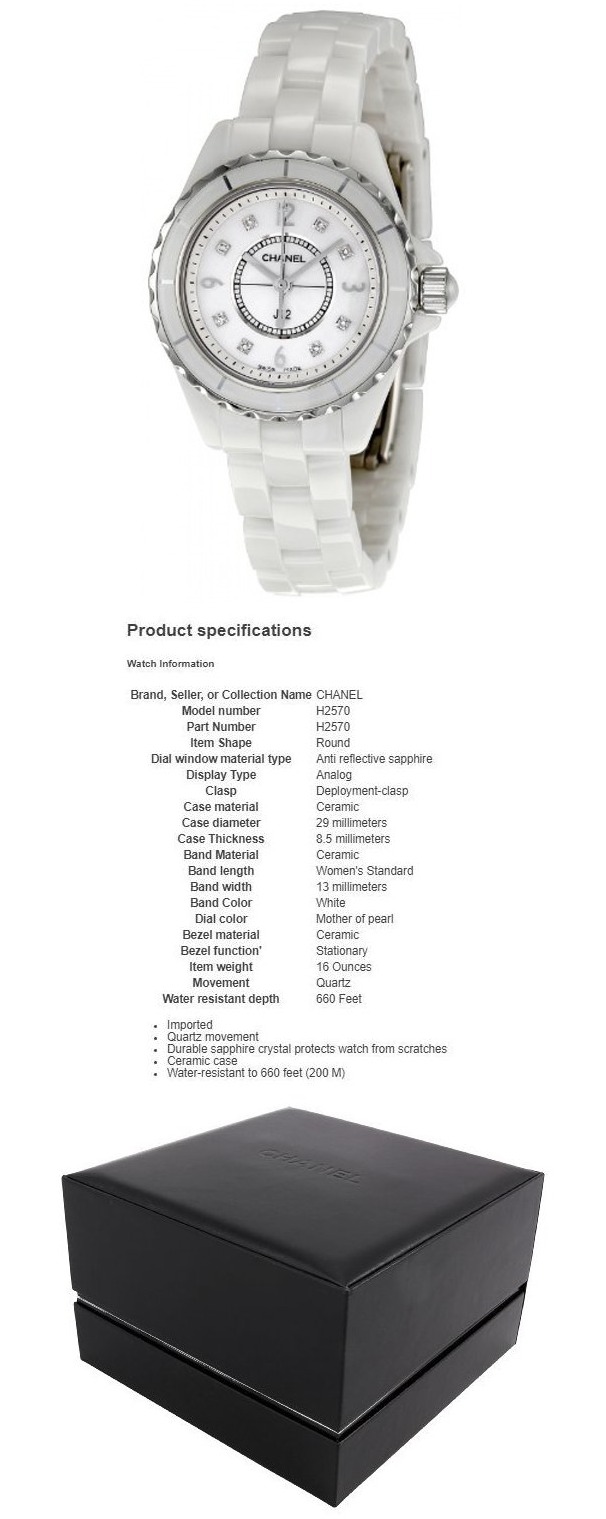 12
CHANEL
9
3
J12
6
SWISS MADE
Product specifications
Watch Information
Brand, Seller, or Collection Name CHANEL
Model number H2570
Part Number H2570
Item Shape Round
Dial window material type Anti reflective sapphire
Display Type Analog
Clasp Deployment-clasp
Case material Ceramic
Case diameter 29 millimeters
Case Thickness 8.5 millimeters
Band Material Ceramic
Band length Women's Standard
Band width 13 millimeters
Band Color White
Dial color Mother of pearl
Bezel material Ceramic
Bezel function' Stationary
Item weight 16 Ounces
Movement Quartz
Water resistant depth 660 Feet
• Imported
• Quartz movement
• Durable sapphire crystal protects watch from scratches
• Ceramic case
• Water-resistant to 660 feet (200 M)
CHANEL